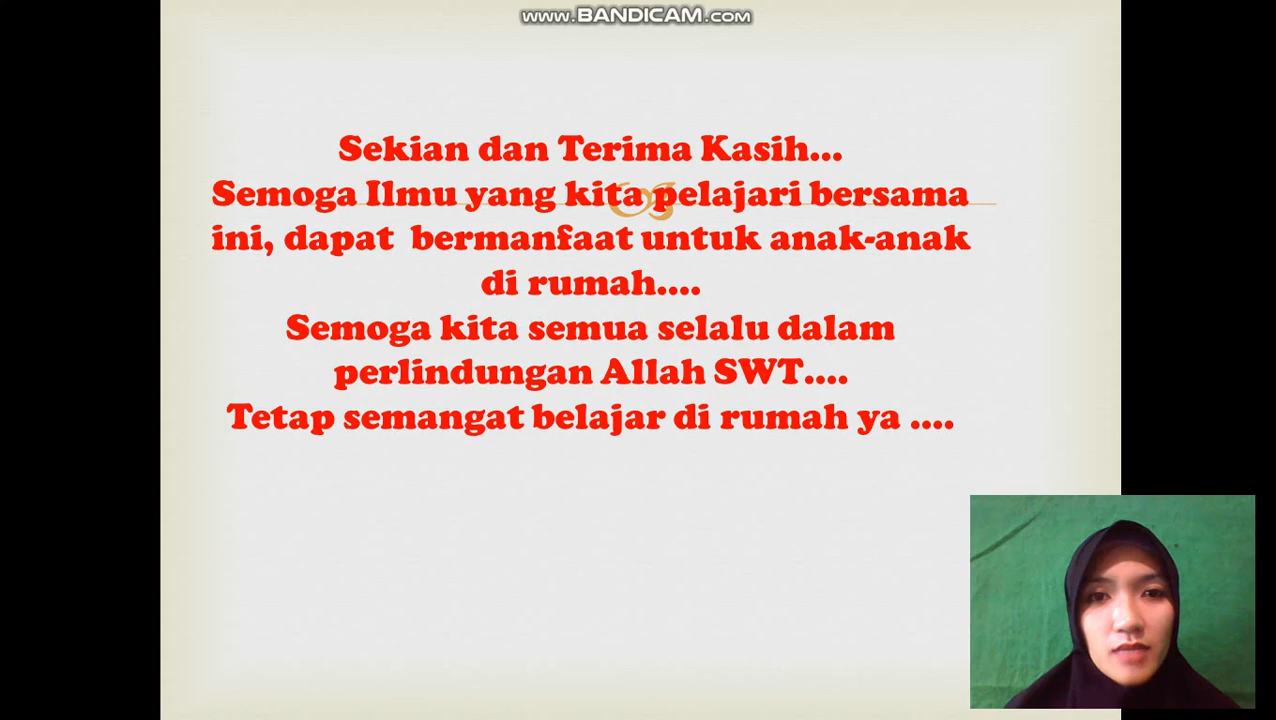 www.BANDICAM.com
Sekian dan Terima Kasih...
Semoga Ilmu yang kita pelajari bersama
ini, dapat bermanfaat untuk anak-anak
di rumah....
Semoga kita semua selalu dalam
perlindungan Allah SWT....
Tetap semangat belajar di rumah ya ....